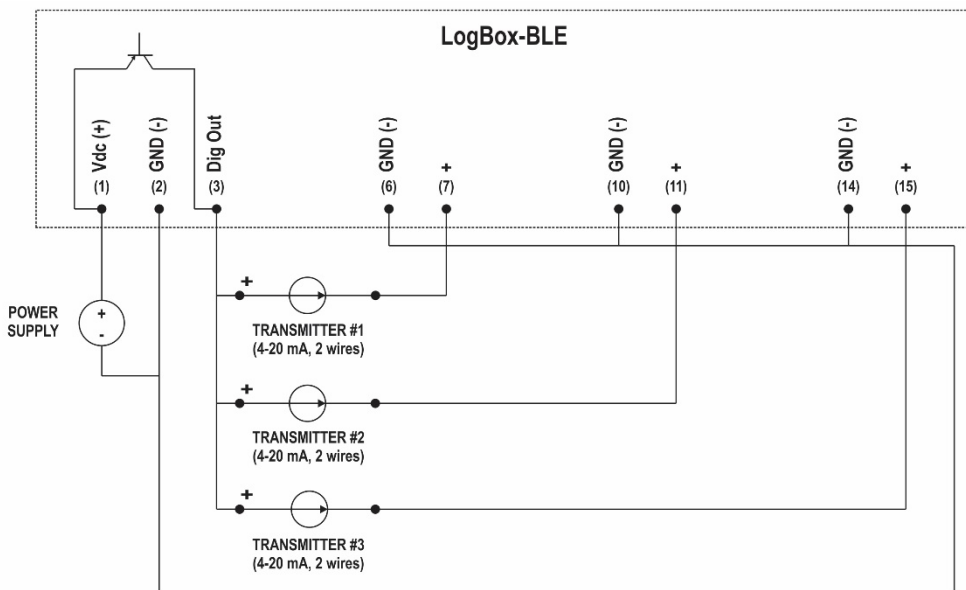 LogBox-BLE
Vdc (+)
(1)
GND (-)
(2)
Dig Out
(3)
GND (-)
(6)
+
(7)
GND (-)
(10)
+
(11)
GND (-)
(14)
+
(15)
POWER
SUPPLY
+
-
+
TRANSMITTER #1
(4-20 mA, 2 wires)
+
TRANSMITTER #2
(4-20 mA, 2 wires)
+
TRANSMITTER #3
(4-20 mA, 2 wires)